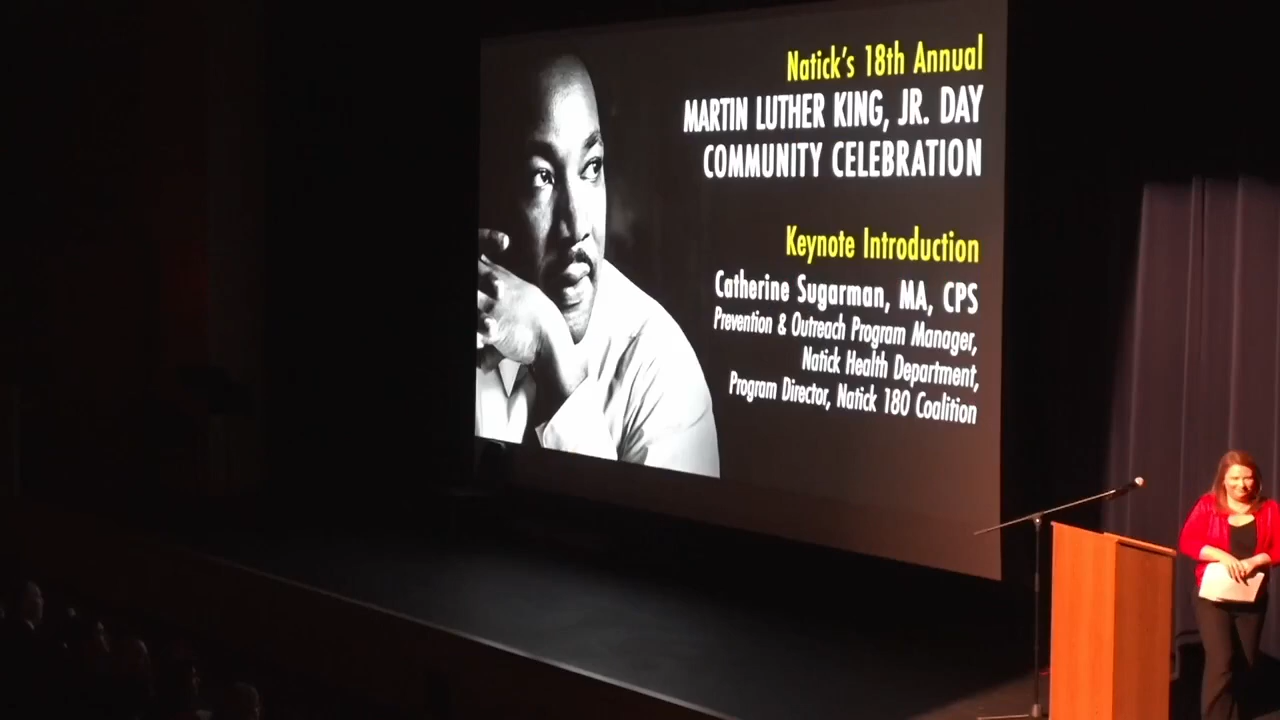 Natick's 18th Annual
MARTIN LUTHER KING, JR. DAY
COMMUNITY CELEBRATION
Keynote Introduction
Catherine Sugarman, MA, CPS
Prevention & Outreach Program Manager,
Natick Health Department,
Program Director, Natick 180 Coalition